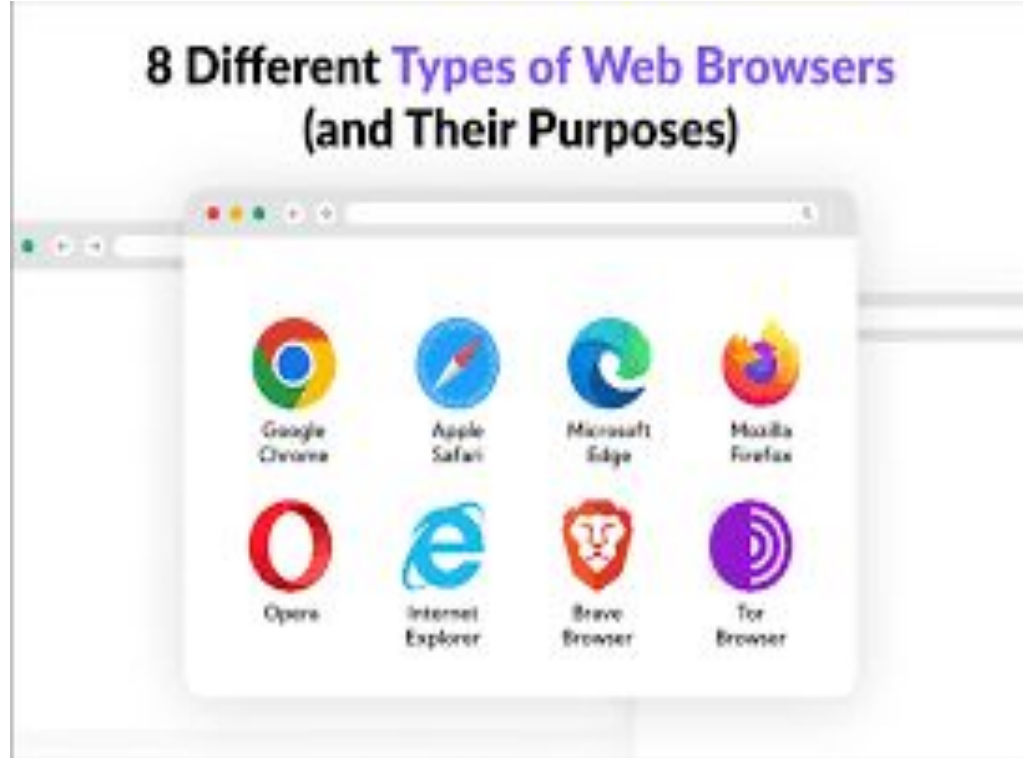 8 Different Types of Web Browsers
(and Their Purposes)
Google
Chrome
Apple
Safari
Microsoft
Edge
Mozilla
Firefox
Opera
Internet
Explorer
Brave
Browser
Tor
Browser